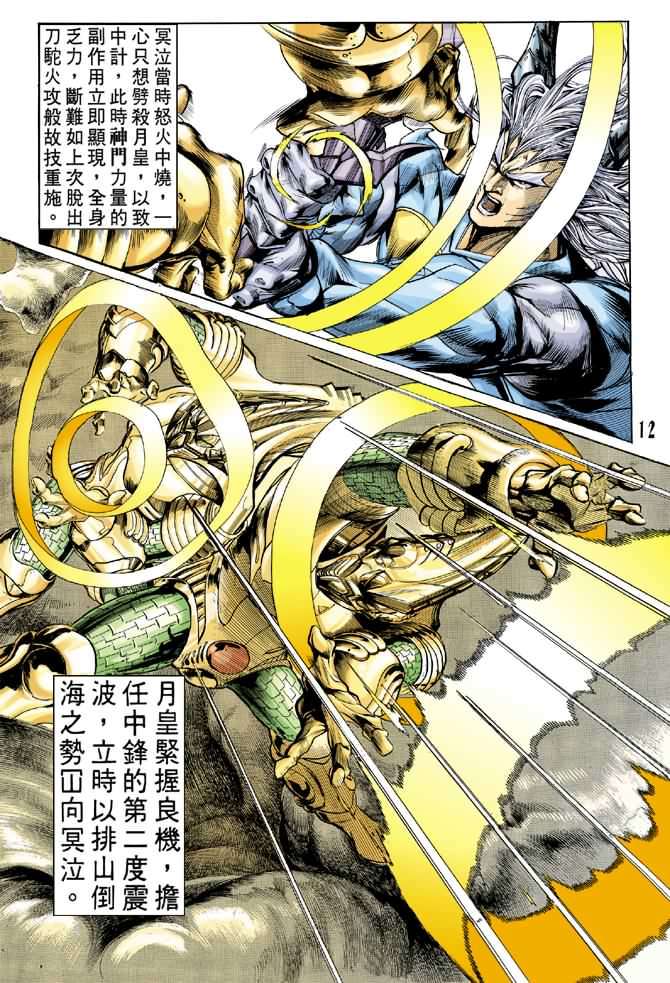 冥泣當時怒火中燒，一
心只想劈殺月皇，以致
中計，此時神鬥力量的
副作用立即顯現，全身
乏力，斷難如上次脫出
刀駝火攻般故技重施。
12
月皇緊握良機，擔
任中鋒的第二度震
波，立時以排山倒
海之勢㔟向冥泣。